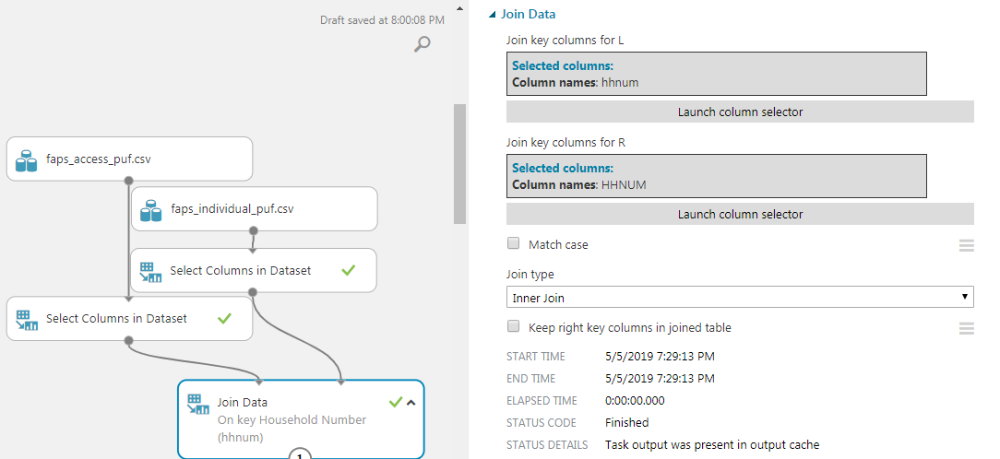 Draft saved at 8:00:08 PM
faps_access_puf.csv
faps_individual_puf.csv
Select Columns in Dataset
Select Columns in Dataset
Join Data
On key Household Number
(hhnum)
1
Join Data
Join key columns for L
Selected columns:
Column names: hhnum
Launch column selector
Join key columns for R
Selected columns:
Column names: HHNUM
Launch column selector
Match case
Join type
Inner Join
Keep right key columns in joined table
START TIME 5/5/2019 7:29:13 PM
END TIME 5/5/2019 7:29:13 PM
ELAPSED TIME 0:00:00.000
STATUS CODE Finished
STATUS DETAILS Task output was present in output cache